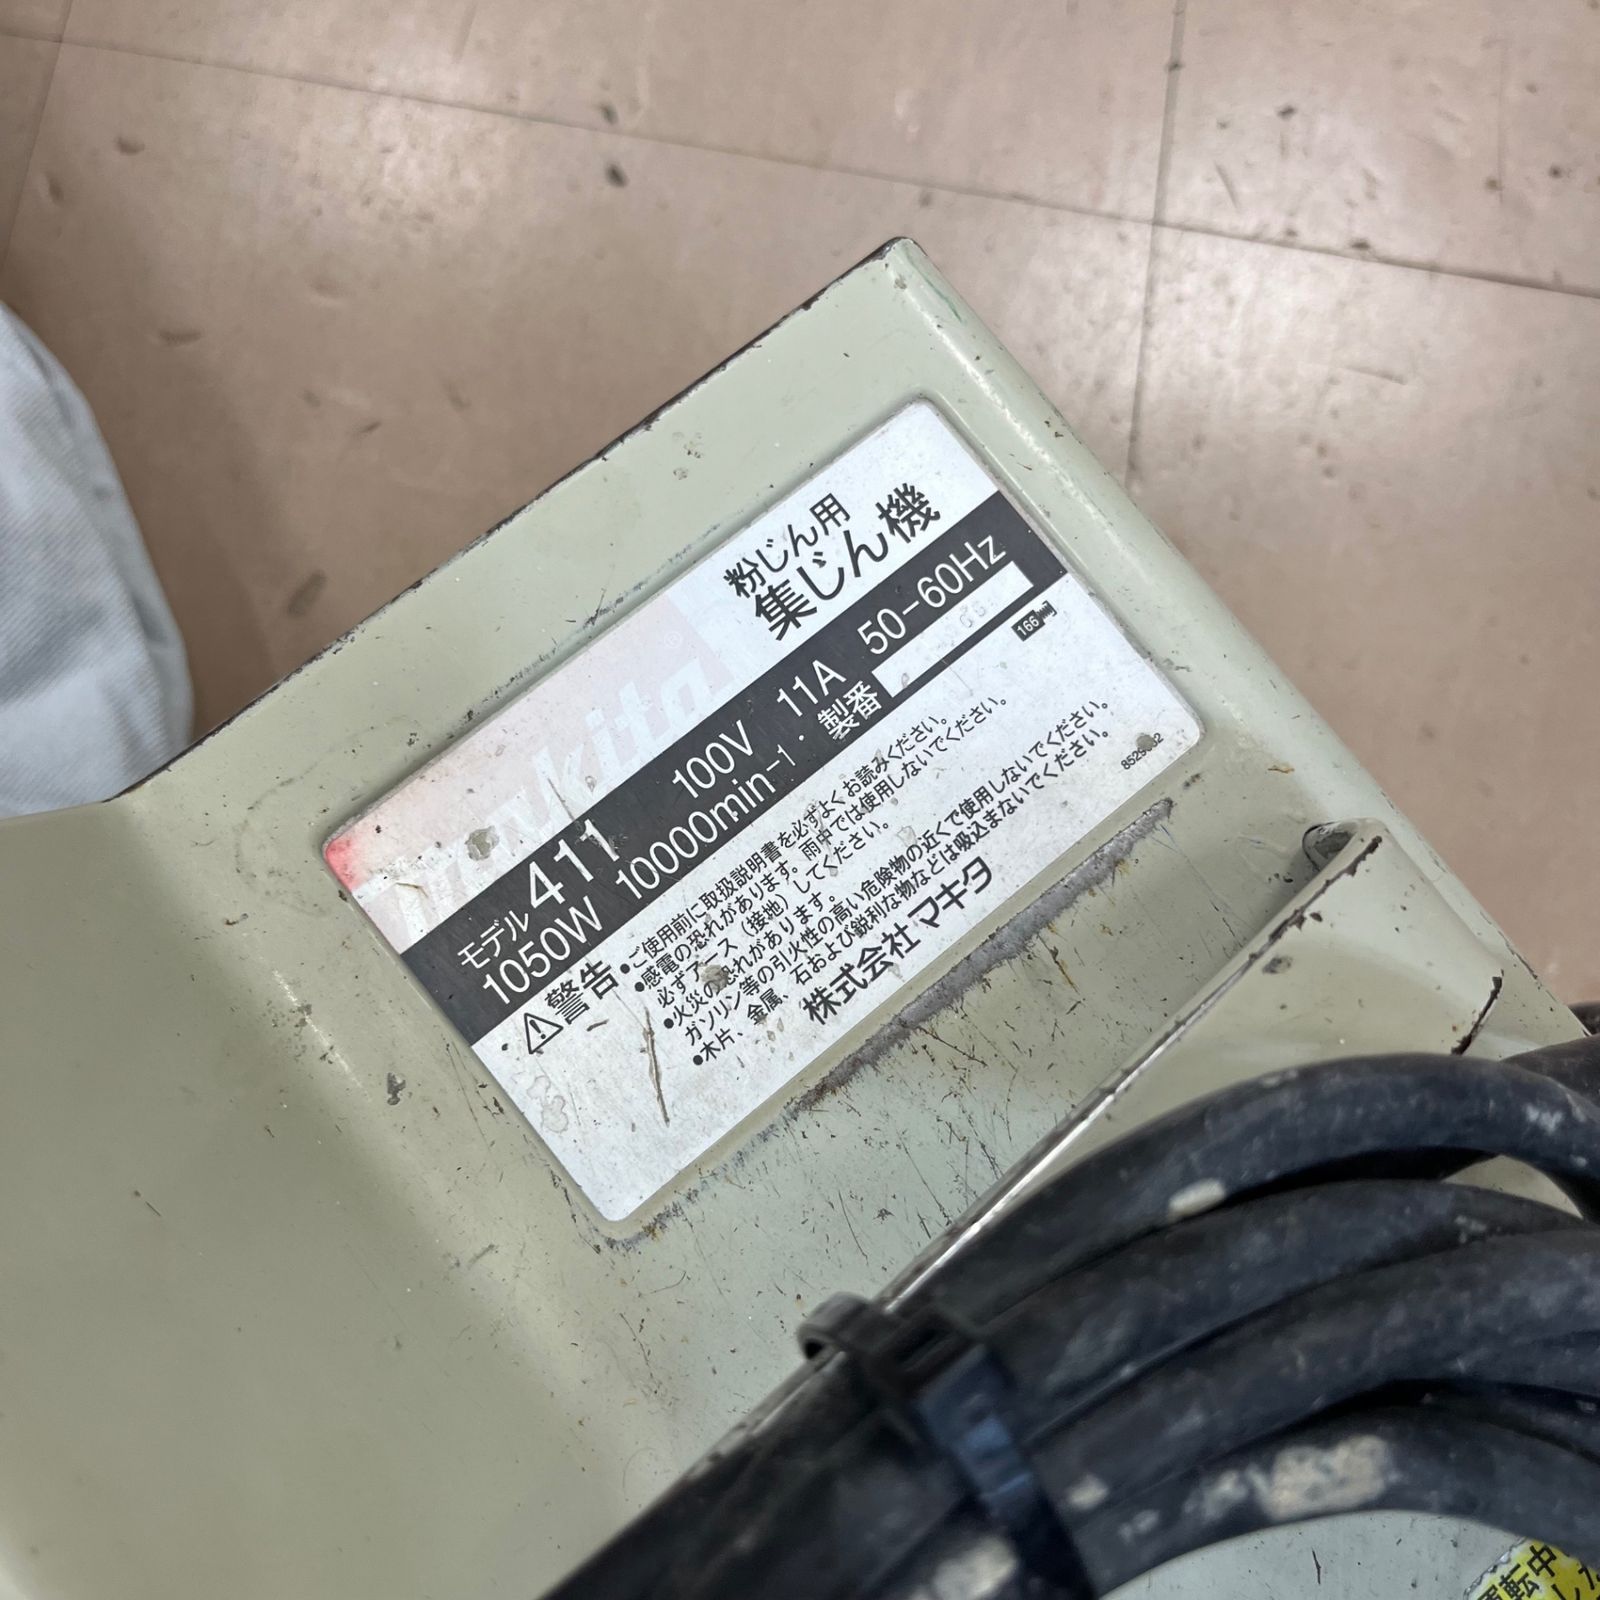 makita
粉じん用
集じん機
モデル 411 100V 11A 50-60Hz
1050W 10000min-1・製番
166
警告
●ご使用前に取扱説明書を必ずよくお読みください。
●感電の恐れがあります。雨中では使用しないでください。
必ずアース(接地)してください。
●火災の恐れがあります。
ガソリン等の引火性の高い危険物の近くで使用しないでください。
●木片、金属、石および鋭利な物などは吸込まないでください。
株式会社マキタ
運転中